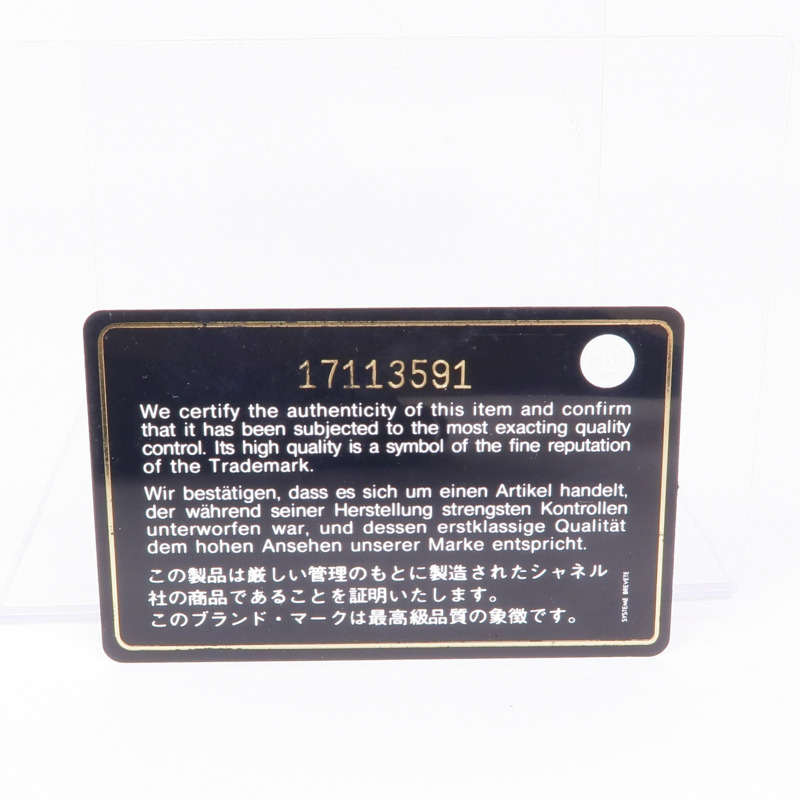 17113591
We certify the authenticity of this item and confirm
that it has been subjected to the most exacting quality
control. Its high quality is a symbol of the fine reputation
of the Trademark.
Wir bestätigen, dass es sich um einen Artikel handelt,
der während seiner Herstellung strengsten Kontrollen
unterworfen war, und dessen erstklassige Qualität
dem hohen Ansehen unserer Marke entspricht.
この製品は厳しい管理のもとに製造されたシャネル
社の商品であることを証明いたします。
このブランド・マークは最高級品質の象徴です。
SYSTEME BREVETE